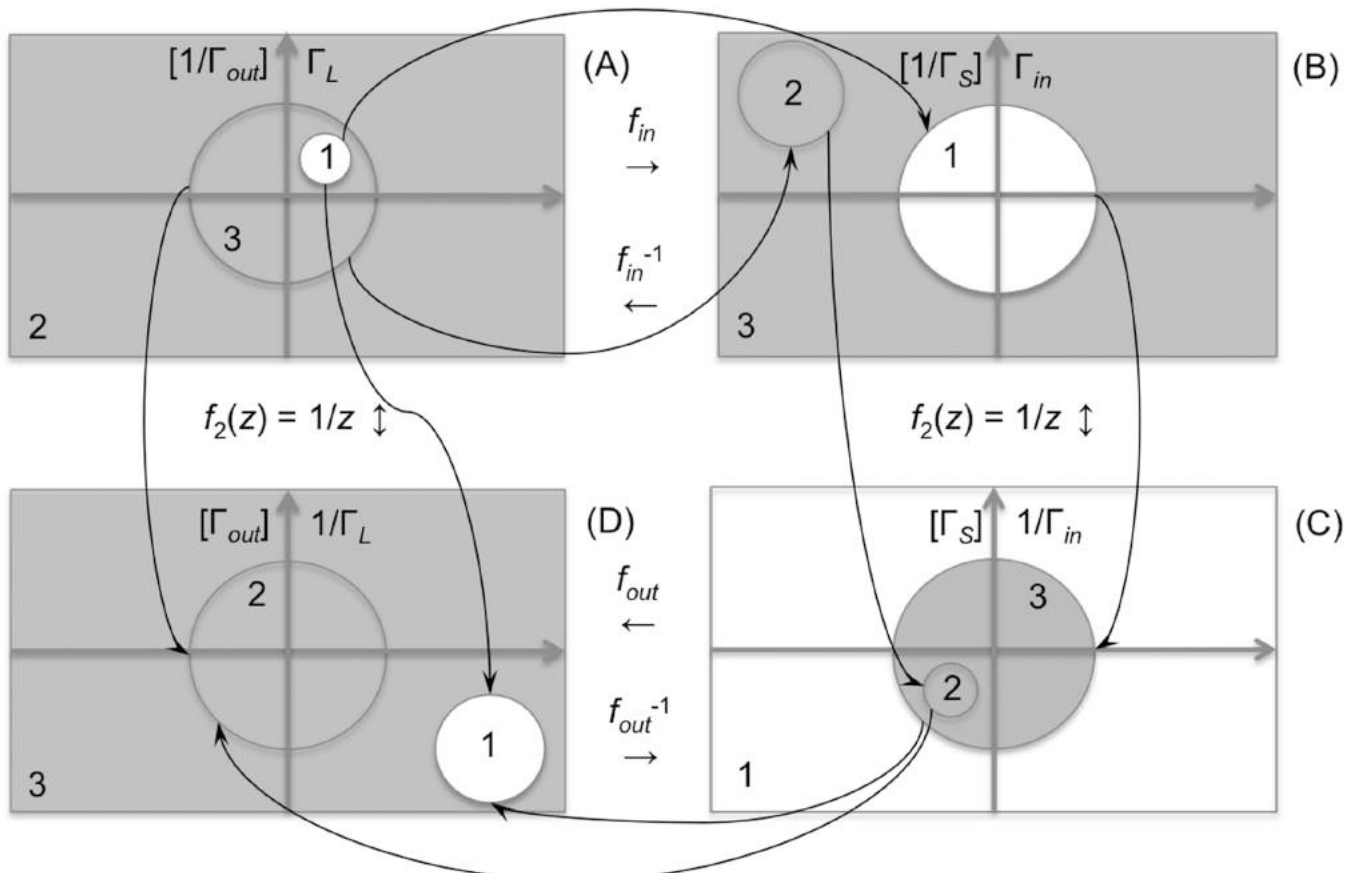 [1/Γout] ΓL (A)
1
3
2
fin
→
fin-1
←
[1/ΓS] Γin (B)
2
1
3
f2(z) = 1/z ↕
f2(z) = 1/z ↕
[Γout] 1/ΓL (D)
2
1
3
fout
←
fout-1
→
[ΓS] 1/Γin (C)
3
2
1